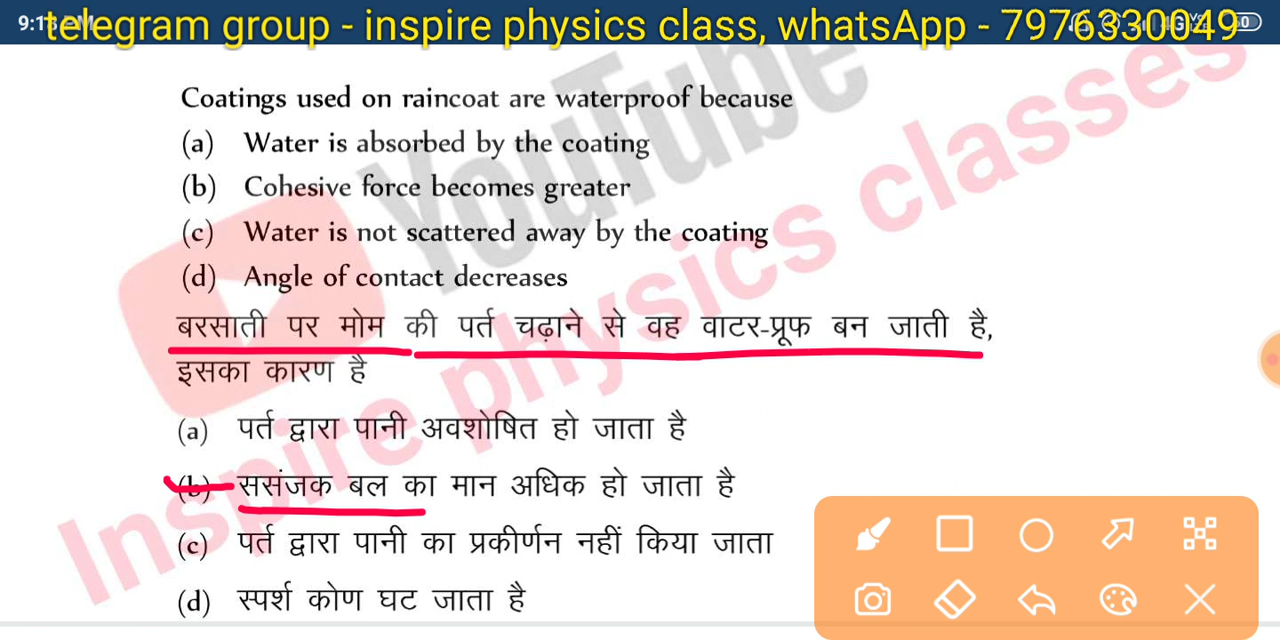 telegram group - inspire physics class, whatsApp - 7976330049
Coatings used on raincoat are waterproof because
(a) Water is absorbed by the coating
(b) Cohesive force becomes greater
(c) Water is not scattered away by the coating
(d) Angle of contact decreases
बरसाती पर मोम की पर्त चढ़ाने से वह वाटर-प्रूफ बन जाती है,
इसका कारण है
(a) पर्त द्वारा पानी अवशोषित हो जाता है
(b) ससंजक बल का मान अधिक हो जाता है
(c) पर्त द्वारा पानी का प्रकीर्णन नहीं किया जाता
(d) स्पर्श कोण घट जाता है
YouTube
Inspire physics classes